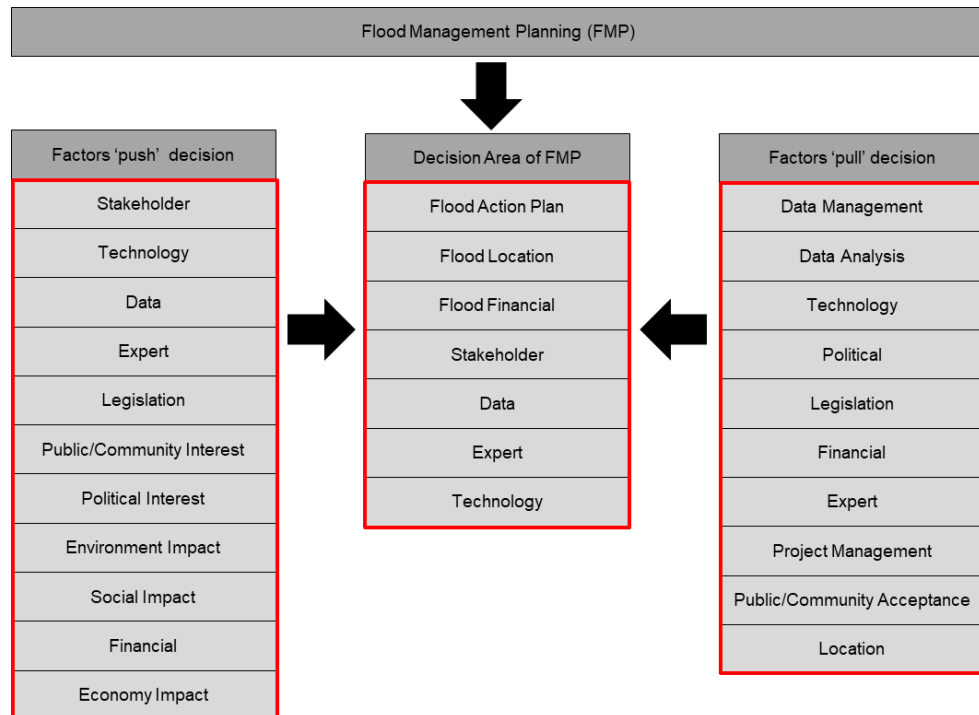 Flood Management Planning (FMP)
Factors ‘push’ decision
Stakeholder
Technology
Data
Expert
Legislation
Public/Community Interest
Political Interest
Environment Impact
Social Impact
Financial
Economy Impact
Decision Area of FMP
Flood Action Plan
Flood Location
Flood Financial
Stakeholder
Data
Expert
Technology
Factors ‘pull’ decision
Data Management
Data Analysis
Technology
Political
Legislation
Financial
Expert
Project Management
Public/Community Acceptance
Location